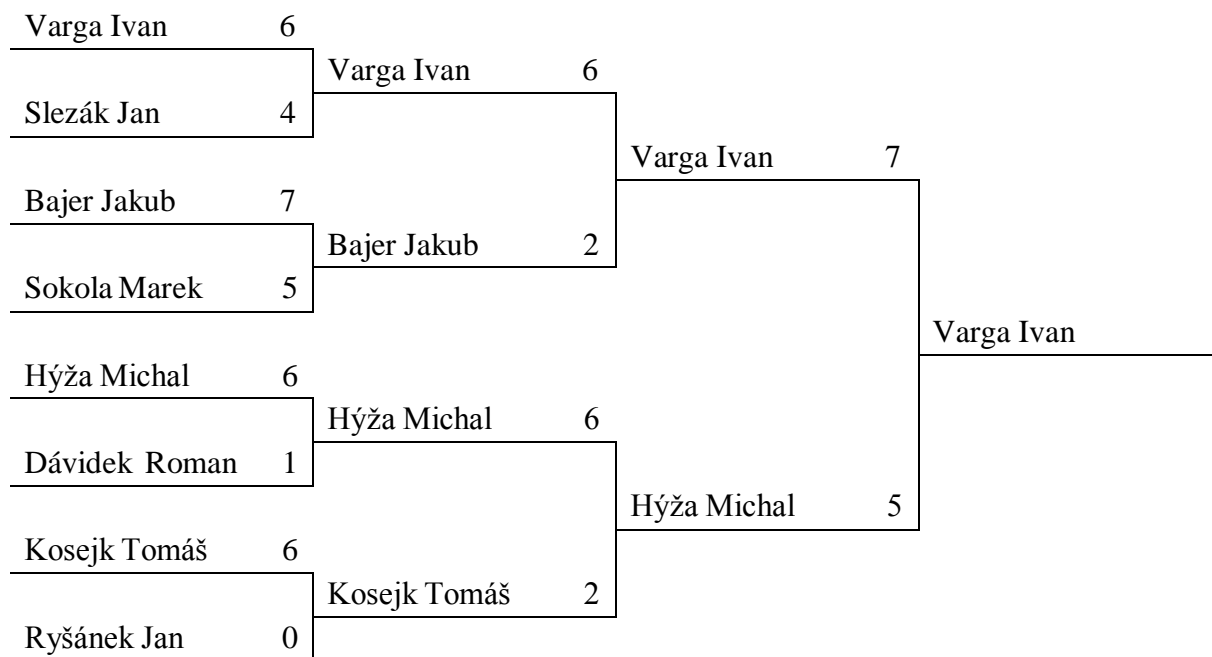 Varga Ivan 6
Varga Ivan 6
Slezák Jan 4
Varga Ivan 7
Bajer Jakub 7
Bajer Jakub 2
Sokola Marek 5
Varga Ivan
Hýža Michal 6
Hýža Michal 6
Dávidek Roman 1
Hýža Michal 5
Kosejk Tomáš 6
Kosejk Tomáš 2
Ryšánek Jan 0